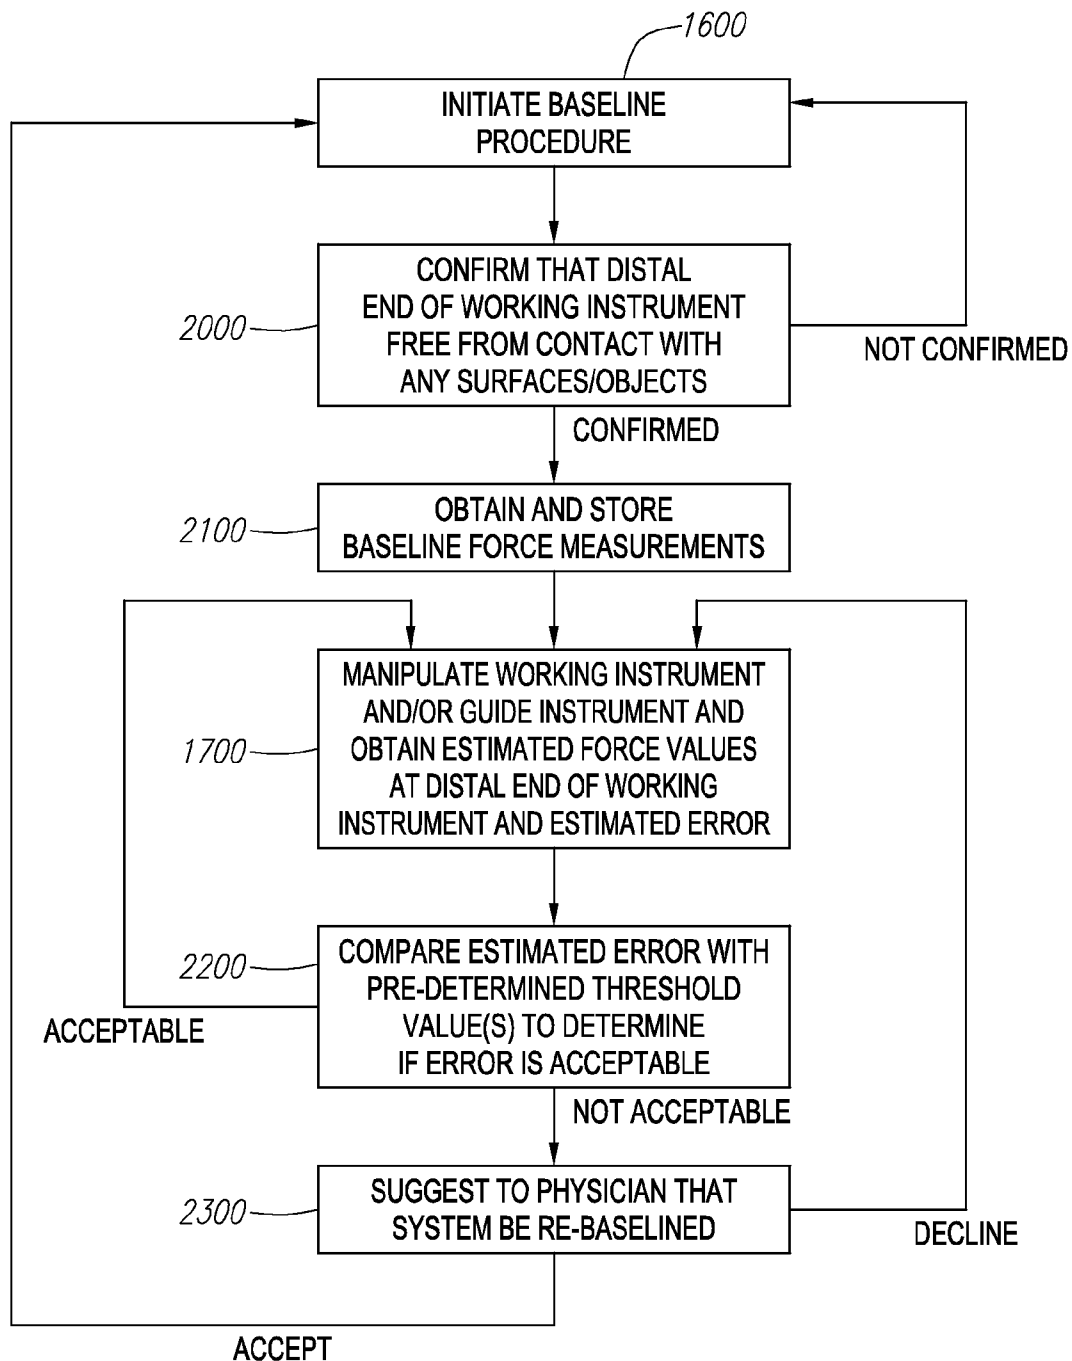 1600
INITIATE BASELINE
PROCEDURE
CONFIRM THAT DISTAL
END OF WORKING INSTRUMENT
FREE FROM CONTACT WITH
ANY SURFACES/OBJECTS
2000
NOT CONFIRMED
CONFIRMED
OBTAIN AND STORE
BASELINE FORCE MEASUREMENTS
2100
MANIPULATE WORKING INSTRUMENT
AND/OR GUIDE INSTRUMENT AND
OBTAIN ESTIMATED FORCE VALUES
AT DISTAL END OF WORKING
INSTRUMENT AND ESTIMATED ERROR
1700
COMPARE ESTIMATED ERROR WITH
PRE-DETERMINED THRESHOLD
VALUE(S) TO DETERMINE
IF ERROR IS ACCEPTABLE
2200
ACCEPTABLE
NOT ACCEPTABLE
SUGGEST TO PHYSICIAN THAT
SYSTEM BE RE-BASELINED
2300
DECLINE
ACCEPT